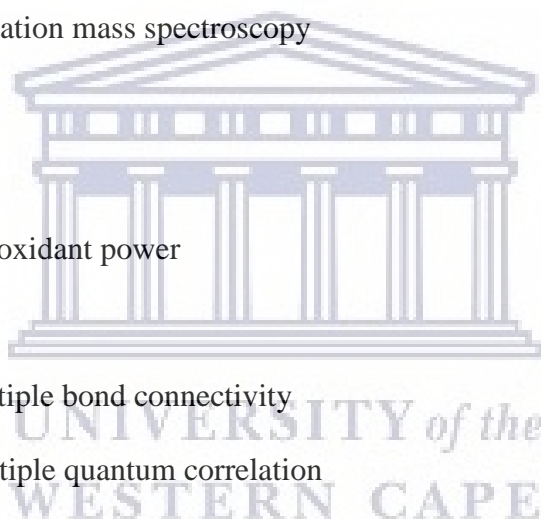 ation mass spectroscopy
oxidant power
tiple bond connectivity
UNIVERSITY of the
tiple quantum correlation
WESTERN CAPE